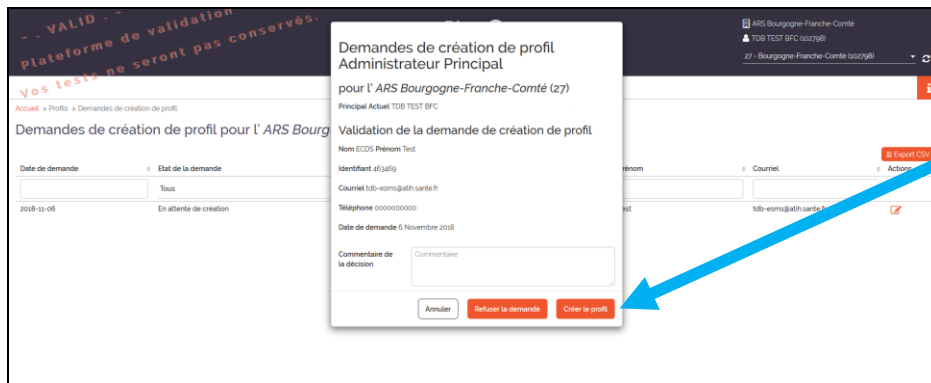 - . VALID . -
Plateforme de validation
Vos tests ne seront pas conservés.
ARS Bourgogne-Franche-Comté
TDB TEST BFC (102798)
27 - Bourgogne-Franche-Comté (102798)
Accueil > Profils > Demandes de création de profil
Demandes de création de profil pour l' ARS Bourg
Export CSV
Date de demande
Etat de la demande
rénom
Courriel
Actions
Tous
2018-11-06
En attente de création
est
tdb-esms@atih.sante.fr
Demandes de création de profil
Administrateur Principal
pour l' ARS Bourgogne-Franche-Comté (27)
Principal Actuel TDB TEST BFC
Validation de la demande de création de profil
Nom ECDS Prénom Test
Identifiant 463469
Courriel tdb-esms@atih.sante.fr
Téléphone 0000000000
Date de demande 6 Novembre 2018
Commentaire de
la décision
Commentaire
Annuler
Refuser la demande
Créer le profil